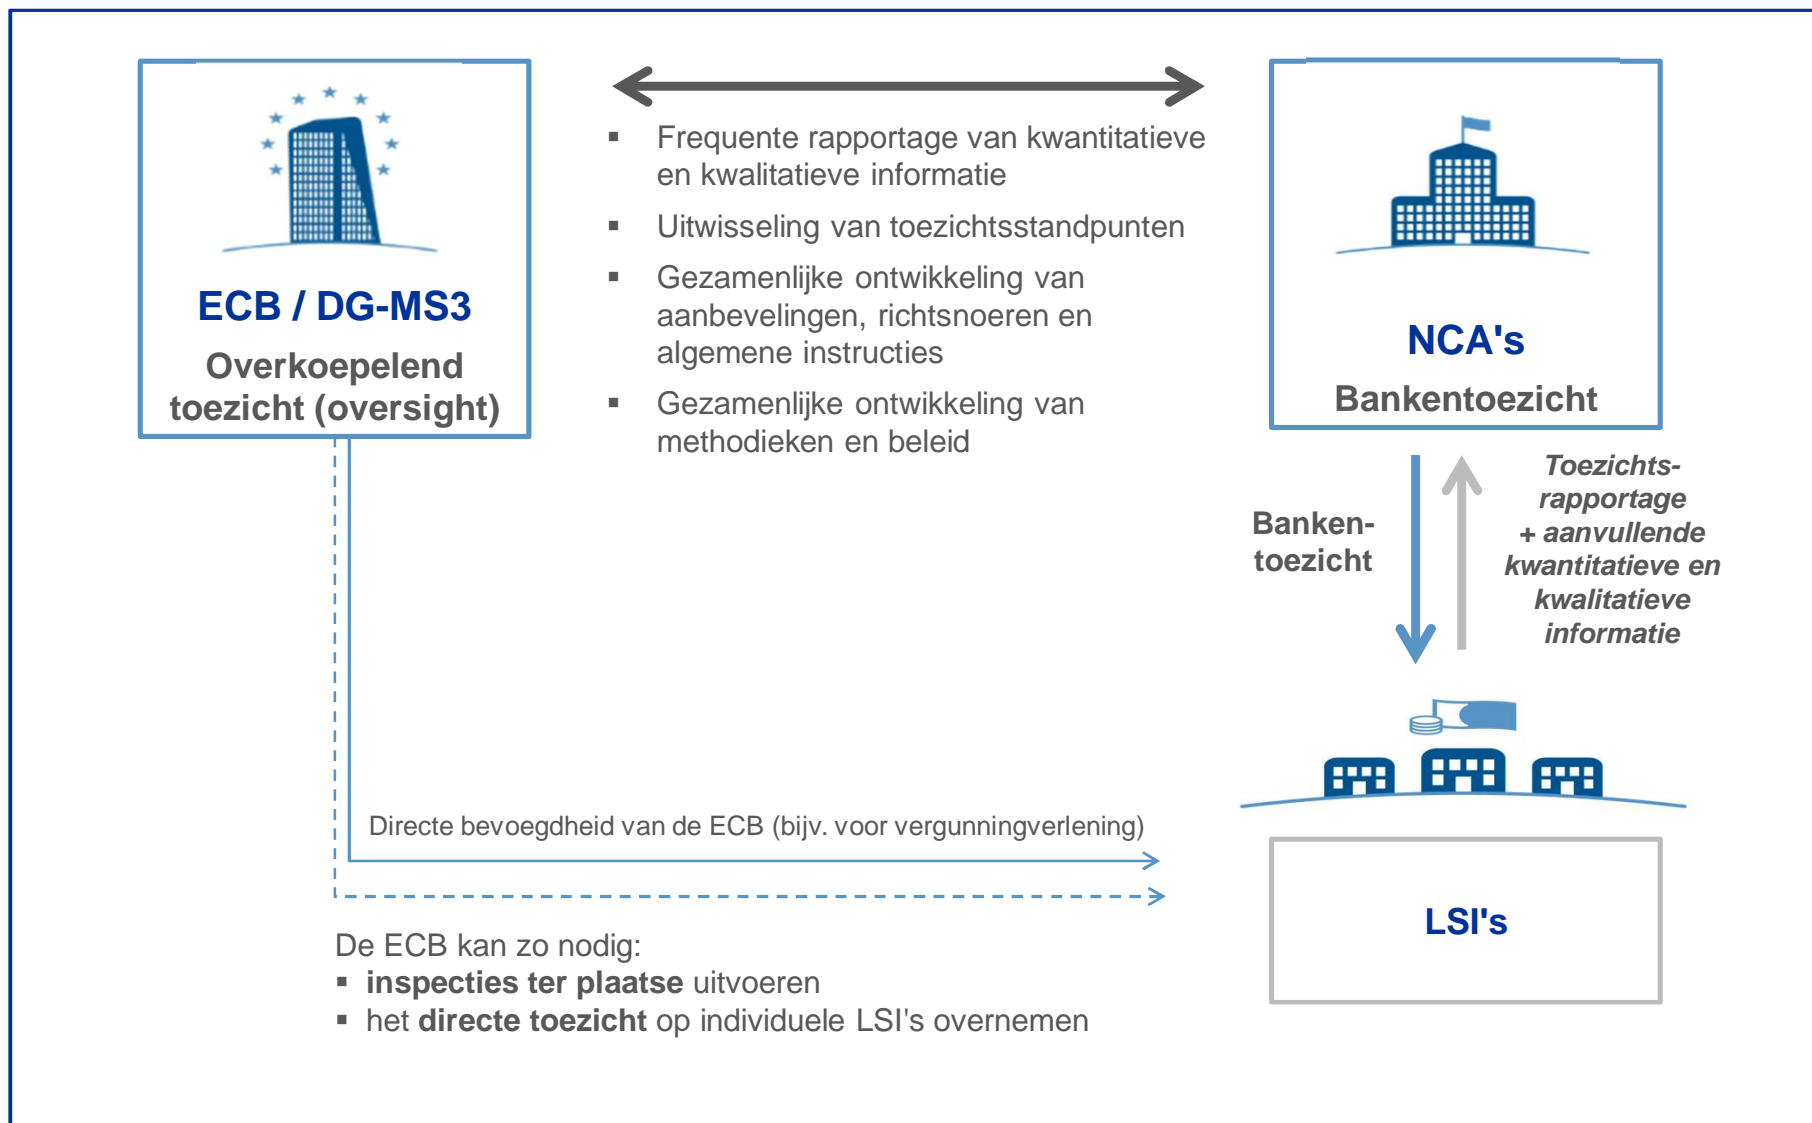 ECB / DG-MS3
Overkoepelend
toezicht (oversight)
▪ Frequente rapportage van kwantitatieve
en kwalitatieve informatie
▪ Uitwisseling van toezichtsstandpunten
▪ Gezamenlijke ontwikkeling van
aanbevelingen, richtsnoeren en
algemene instructies
▪ Gezamenlijke ontwikkeling van
methodieken en beleid
NCA's
Bankentoezicht
Banken-
toezicht
Toezichts-
rapportage
+ aanvullende
kwantitatieve en
kwalitatieve
informatie
Directe bevoegdheid van de ECB (bijv. voor vergunningverlening)
De ECB kan zo nodig:
▪ inspecties ter plaatse uitvoeren
▪ het directe toezicht op individuele LSI's overnemen
LSI's